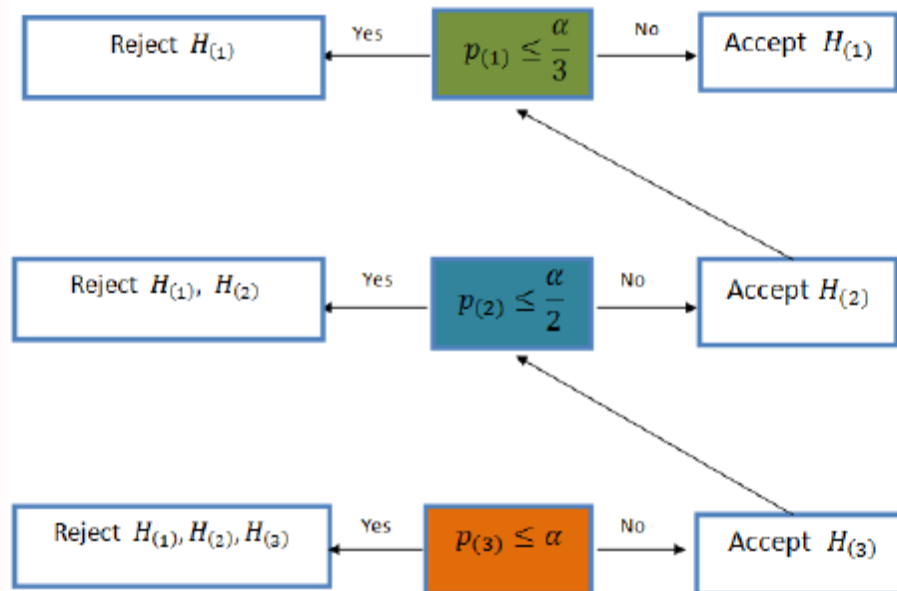 Reject H₍₁₎
Yes
p₍₁₎ ≤ α/3
No
Accept H₍₁₎
Reject H₍₁₎, H₍₂₎
Yes
p₍₂₎ ≤ α/2
No
Accept H₍₂₎
Reject H₍₁₎, H₍₂₎, H₍₃₎
Yes
p₍₃₎ ≤ α
No
Accept H₍₃₎